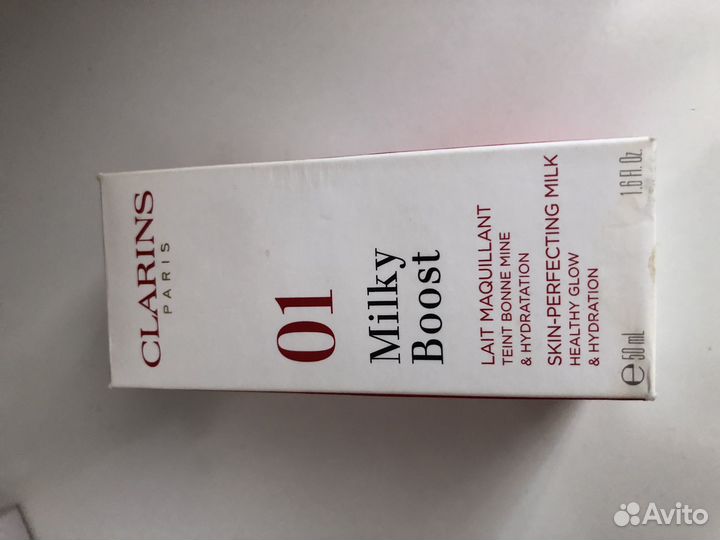 CLARINS
PARIS
01
Milky
Boost
LAIT MAQUILLANT
TEINT BONNE MINE
& HYDRATATION
SKIN-PERFECTING MILK
HEALTHY GLOW
& HYDRATION
℮50 mL 1.6 Fl. Oz.
Avito